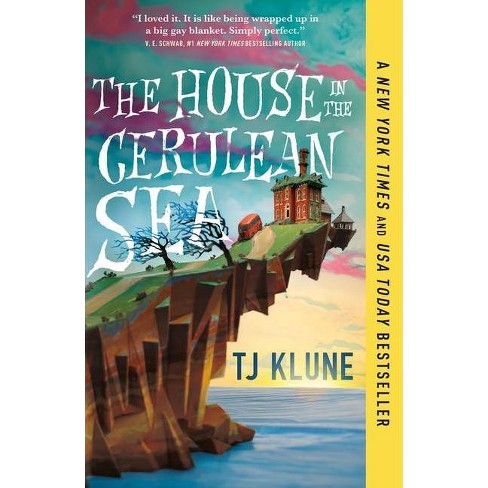 “I loved it. It is like being wrapped up in
a big gay blanket. Simply perfect.”
V. E. SCHWAB, #1 NEW YORK TIMES BESTSELLING AUTHOR
THE HOUSE IN THE
CERULEAN
SEA
TJ KLUNE
A NEW YORK TIMES AND USA TODAY BESTSELLER